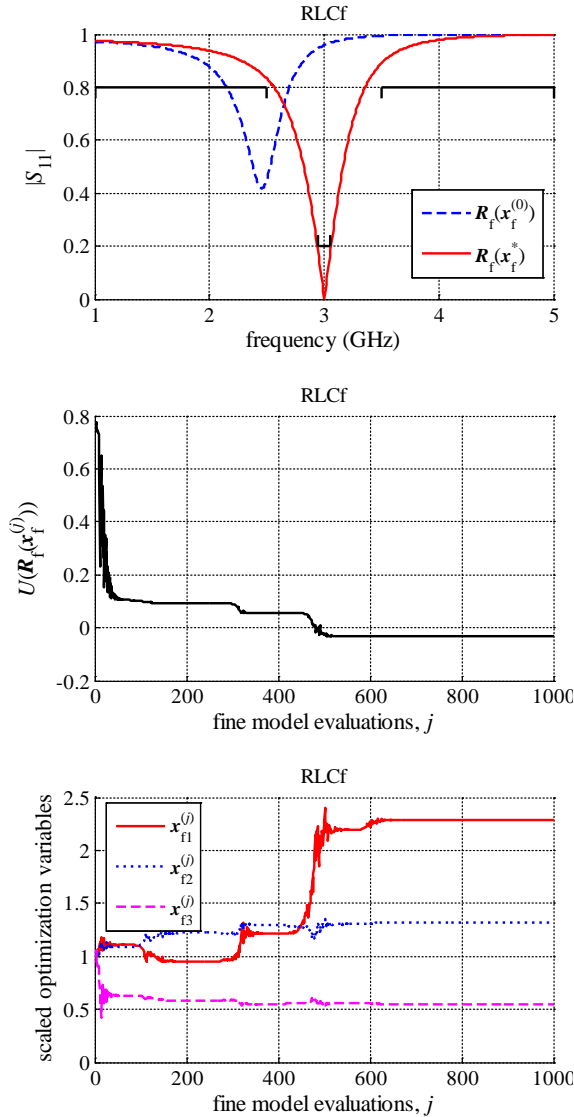 RLCf
1
0.8
0.6
0.4
0.2
0
|S11|
Rf(xf(0))
Rf(xf*)
1 2 3 4 5
frequency (GHz)
RLCf
0.8
0.6
0.4
0.2
0
-0.2
U(Rf(xf(j)))
0 200 400 600 800 1000
fine model evaluations, j
RLCf
2.5
2
1.5
1
0.5
0
scaled optimization variables
xf1(j)
xf2(j)
xf3(j)
0 200 400 600 800 1000
fine model evaluations, j